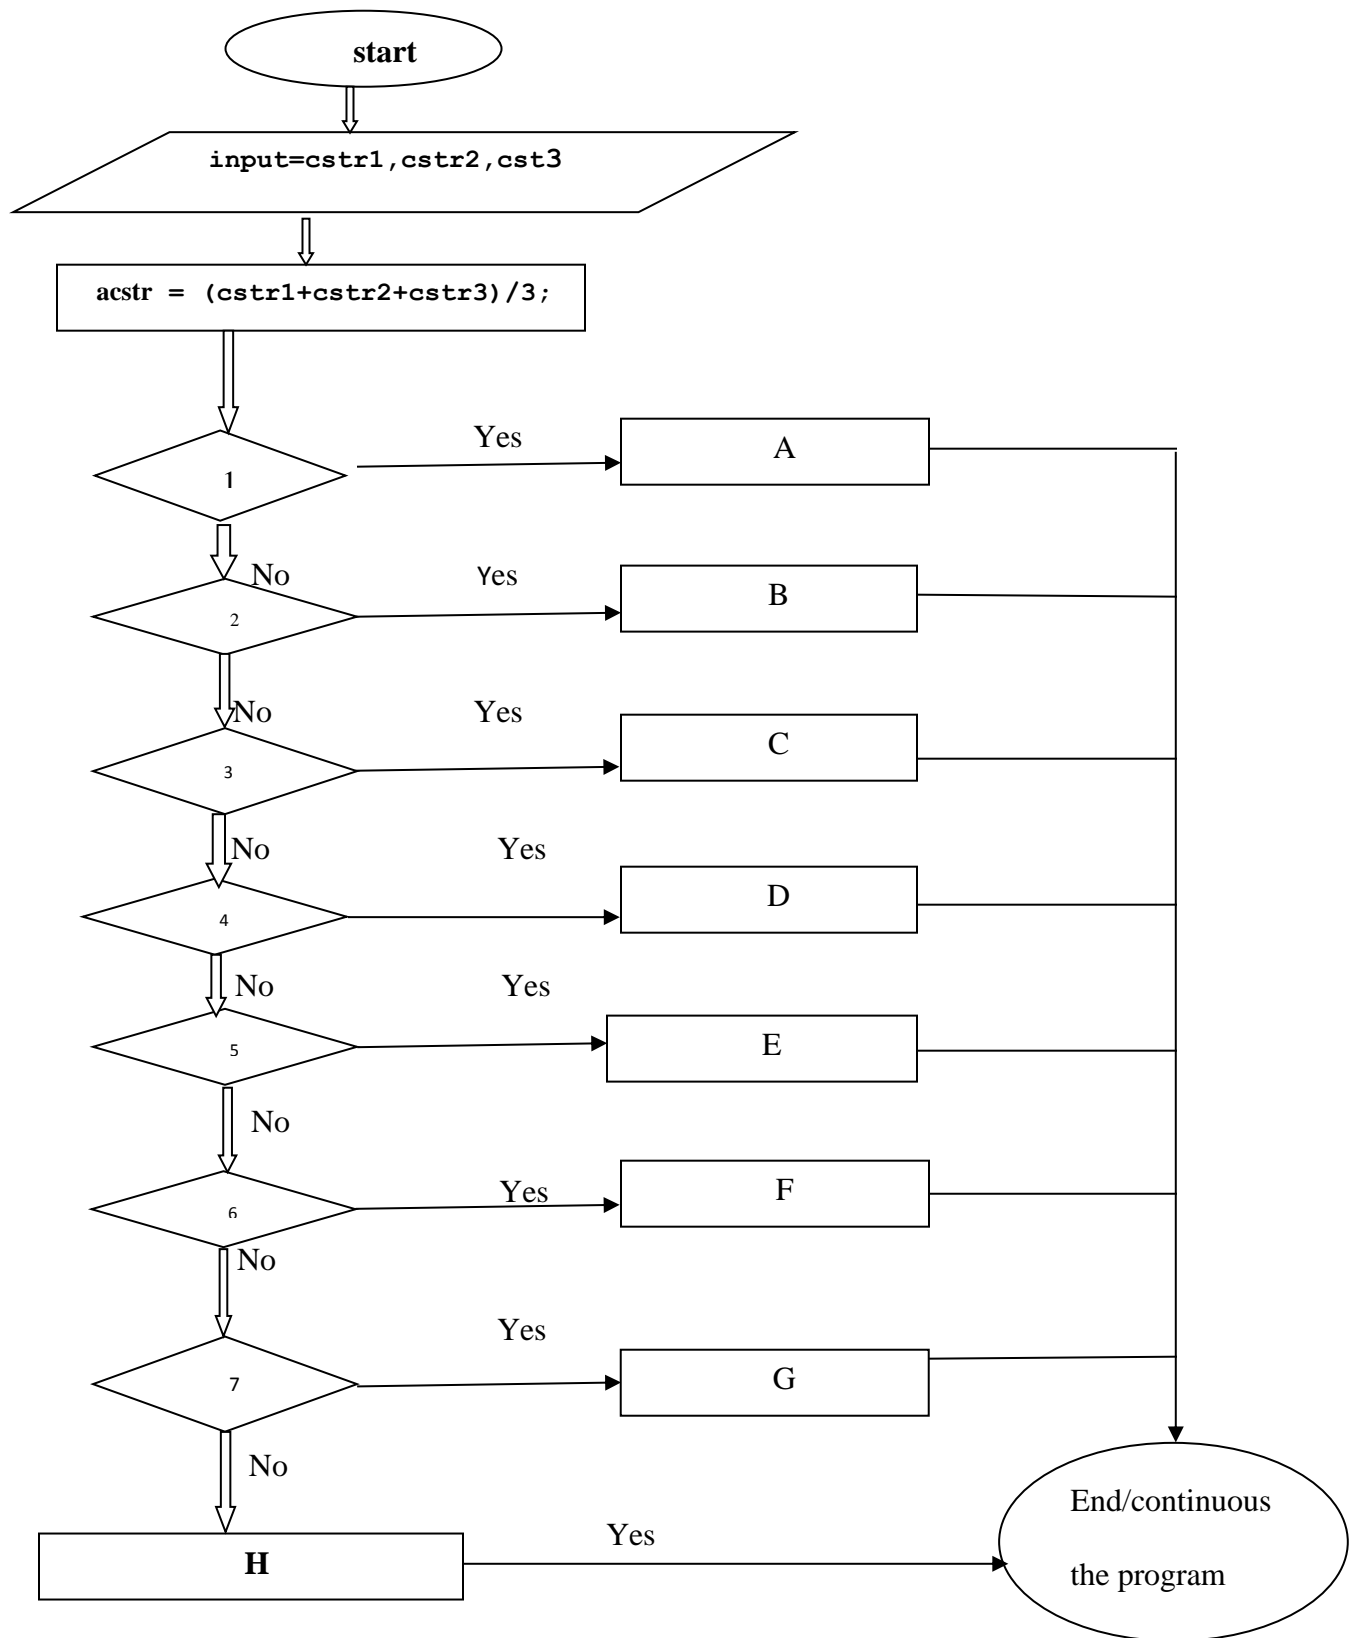 start
input=cstr1,cstr2,cst3
acstr = (cstr1+cstr2+cstr3)/3;
Yes
A
1
No
Yes
B
2
No
Yes
C
3
No
Yes
D
4
No
Yes
E
5
No
Yes
F
6
No
Yes
G
7
No
Yes
H
End/continuous
the program